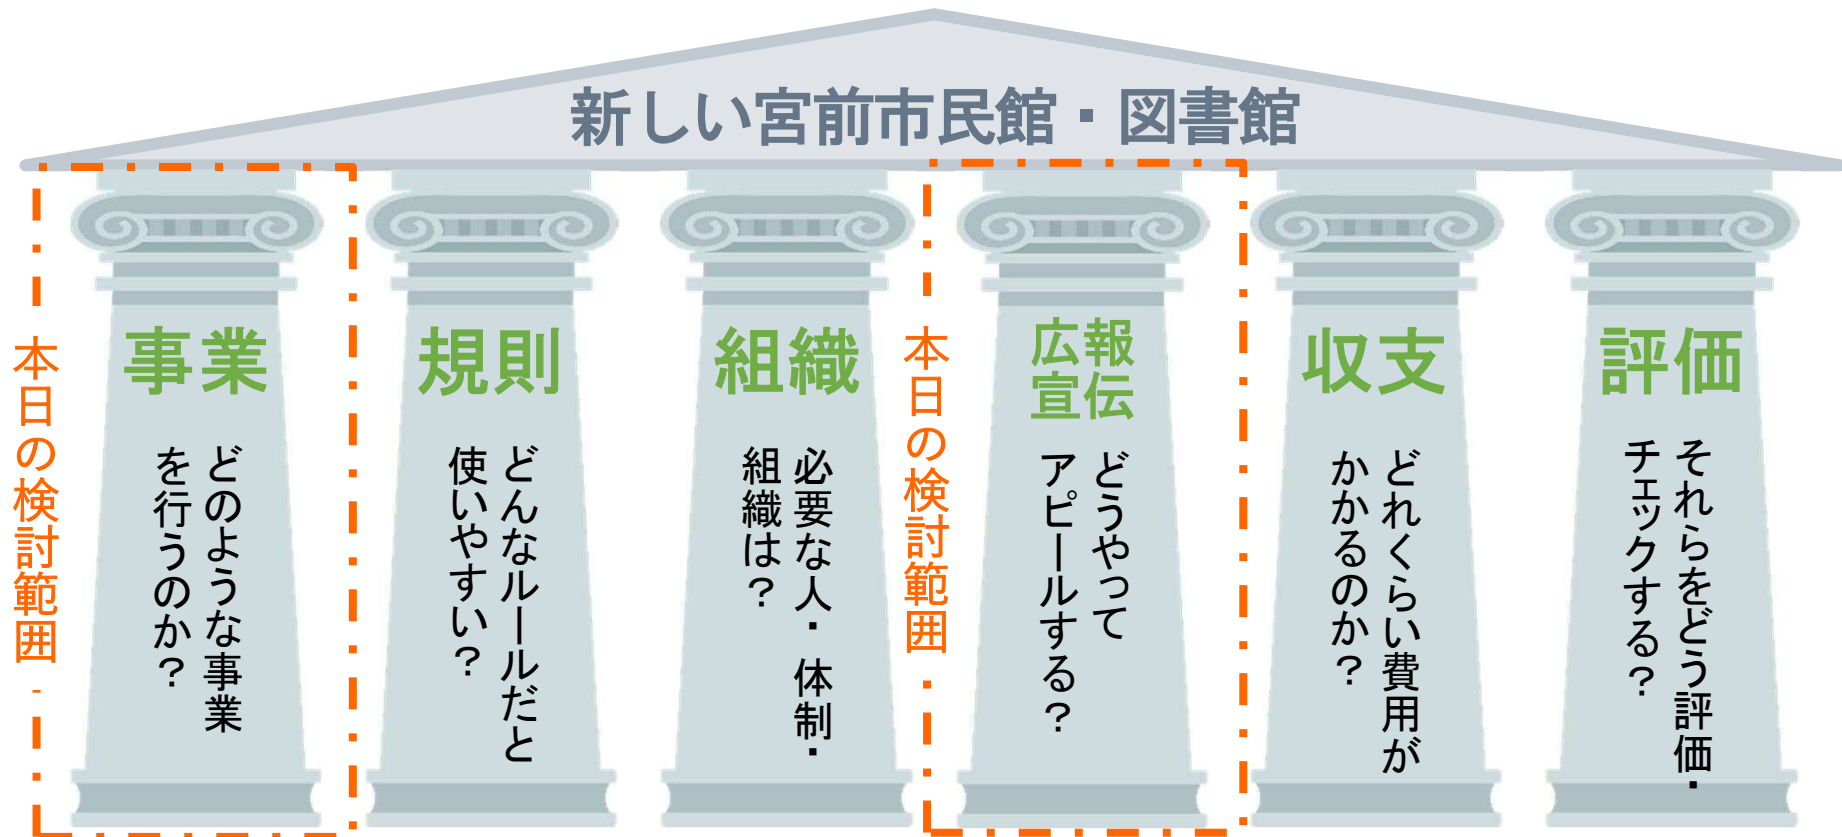 新しい宮前市民館・図書館
本日の検討範囲
事業
どのような事業
を行うのか？
規則
どんなルールだと
使いやすい？
組織
必要な人・体制・
組織は？
本日の検討範囲
広報
宣伝
どうやって
アピールする？
収支
どれくらい費用が
かかるのか？
評価
それらをどう評価・
チェックする？